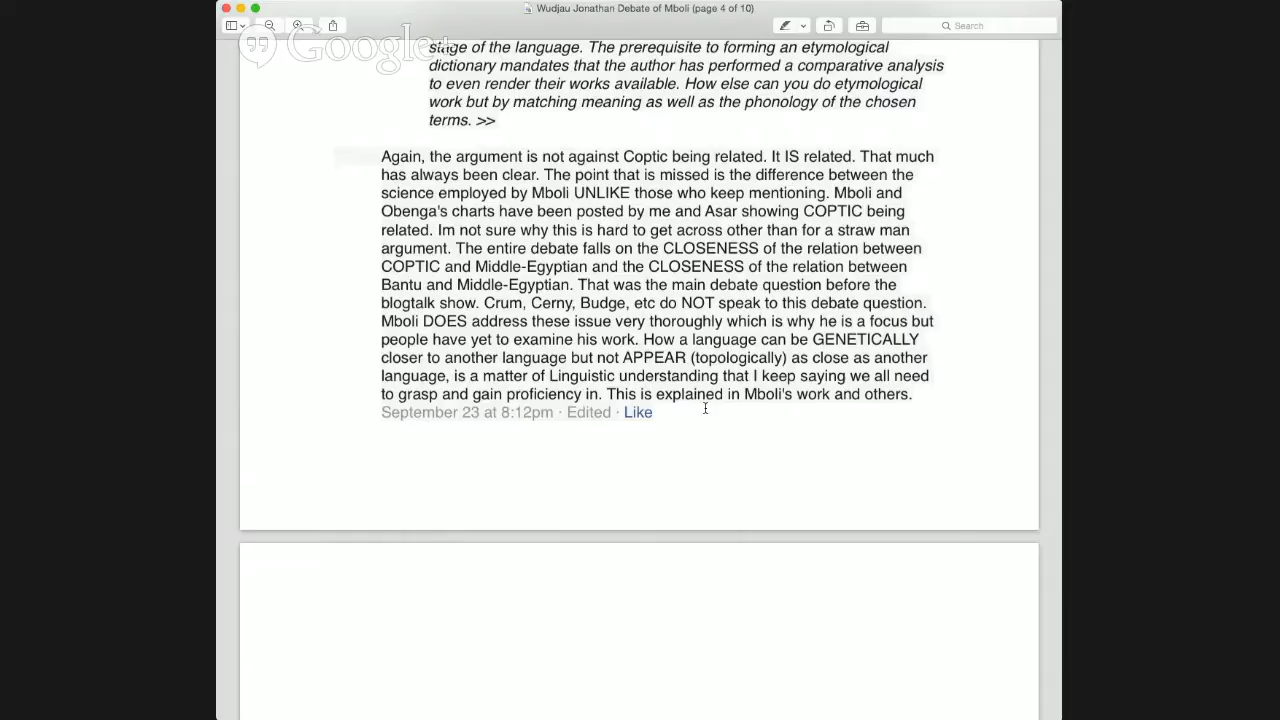 Wudjau Jonathan Debate of Mboli (page 4 of 10)
Search
Google+
stage of the language. The prerequisite to forming an etymological
dictionary mandates that the author has performed a comparative analysis
to even render their works available. How else can you do etymological
work but by matching meaning as well as the phonology of the chosen
terms. >>
Again, the argument is not against Coptic being related. It IS related. That much
has always been clear. The point that is missed is the difference between the
science employed by Mboli UNLIKE those who keep mentioning. Mboli and
Obenga's charts have been posted by me and Asar showing COPTIC being
related. Im not sure why this is hard to get across other than for a straw man
argument. The entire debate falls on the CLOSENESS of the relation between
COPTIC and Middle-Egyptian and the CLOSENESS of the relation between
Bantu and Middle-Egyptian. That was the main debate question before the
blogtalk show. Crum, Cerny, Budge, etc do NOT speak to this debate question.
Mboli DOES address these issue very thoroughly which is why he is a focus but
people have yet to examine his work. How a language can be GENETICALLY
closer to another language but not APPEAR (topologically) as close as another
language, is a matter of Linguistic understanding that I keep saying we all need
to grasp and gain proficiency in. This is explained in Mboli's work and others.
September 23 at 8:12pm · Edited · Like